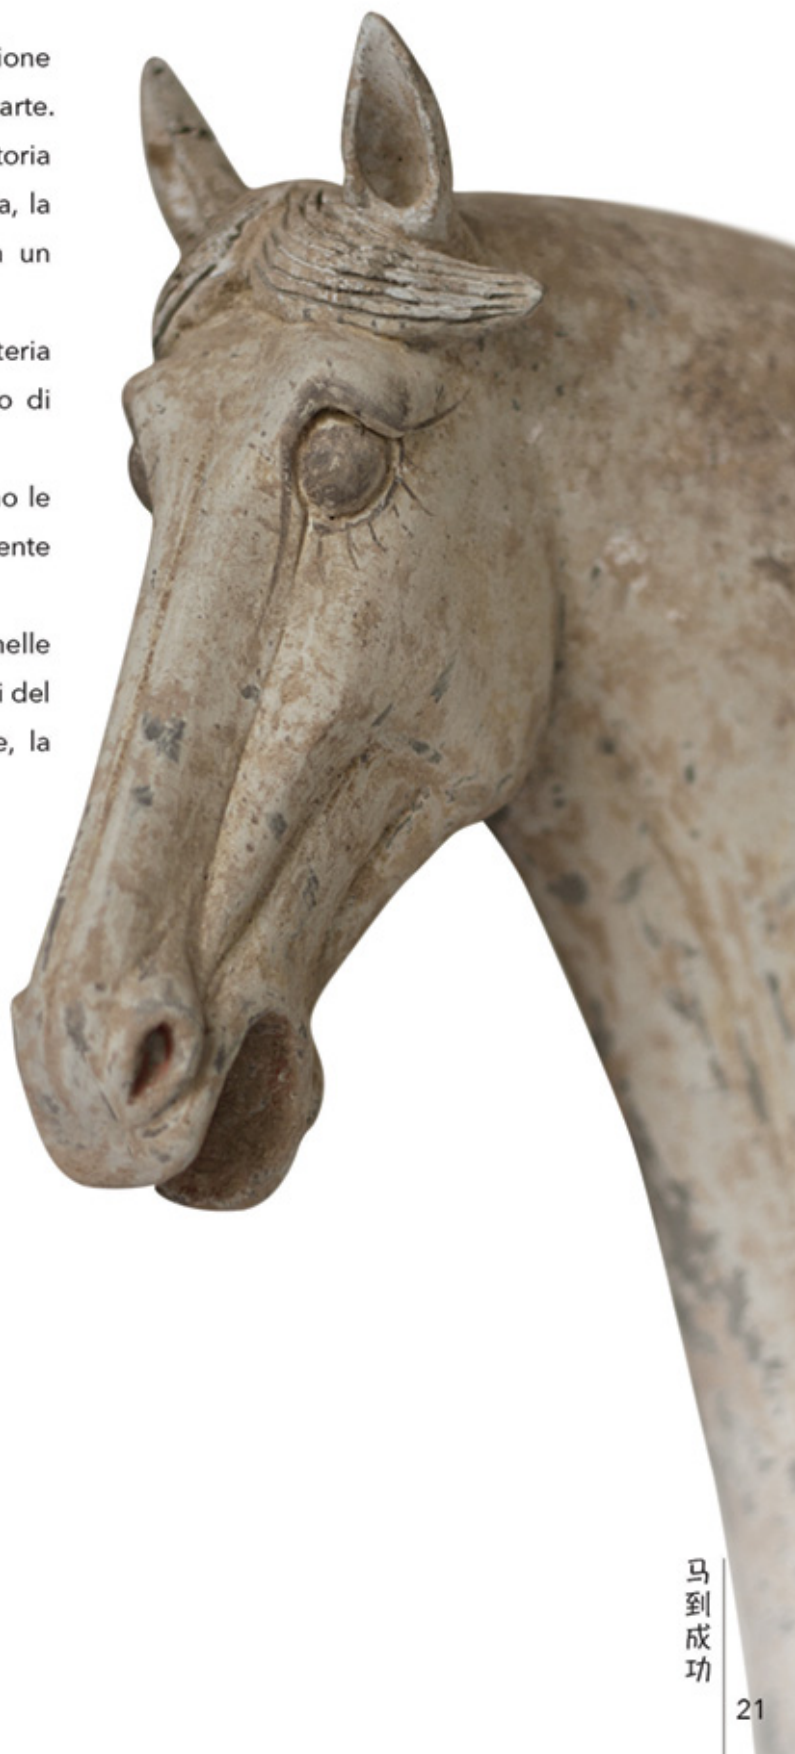 ione
arte.
toria
a, la
un
teria
o di
o le
ente
nelle
i del
e, la
马到成功
21